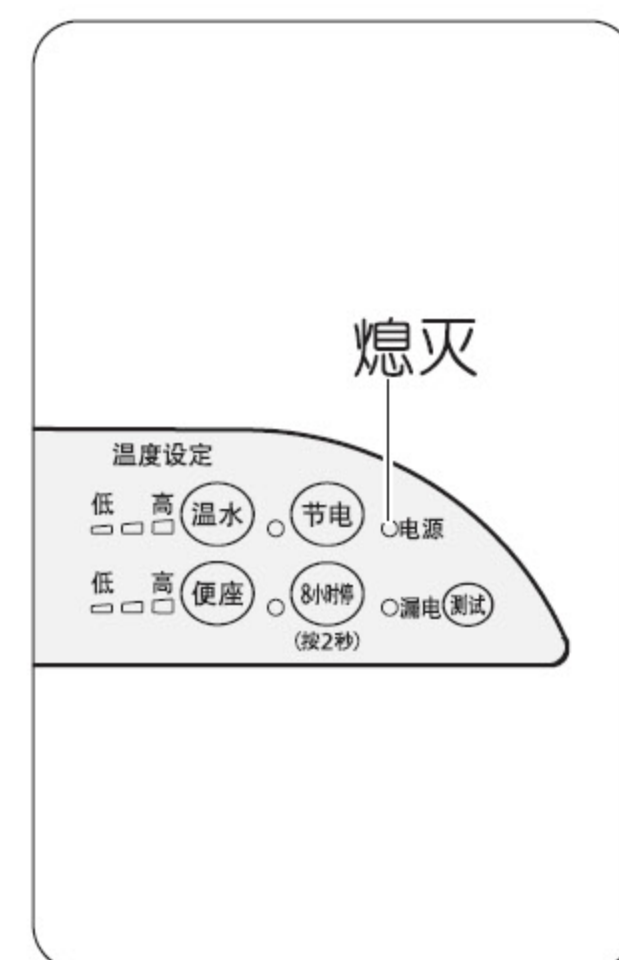 熄灭
温度设定
低 高 温水 节电 电源
低 高 便座 8小时停 漏电 测试
(按2秒)